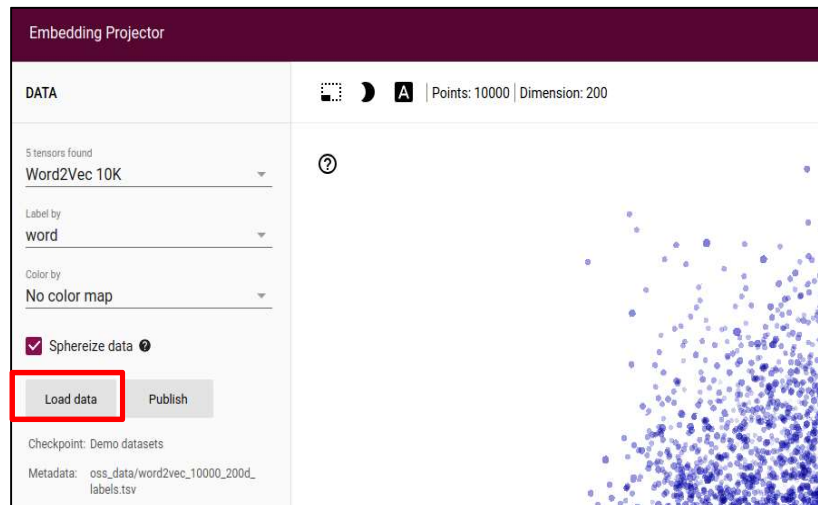 Embedding Projector
DATA
A | Points: 10000 | Dimension: 200
5 tensors found
Word2Vec 10K
Label by
word
Color by
No color map
Sphereize data
Load data Publish
Checkpoint: Demo datasets
Metadata: oss_data/word2vec_10000_200d_
labels.tsv